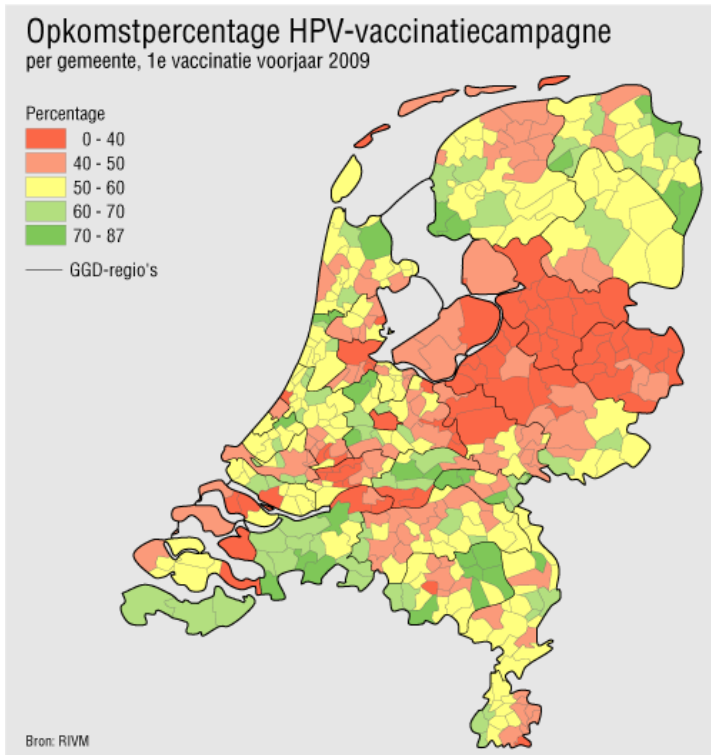 Opkomstpercentage HPV-vaccinatiecampagne
per gemeente, 1e vaccinatie voorjaar 2009
Percentage
0 - 40
40 - 50
50 - 60
60 - 70
70 - 87
GGD-regio's
Bron: RIVM